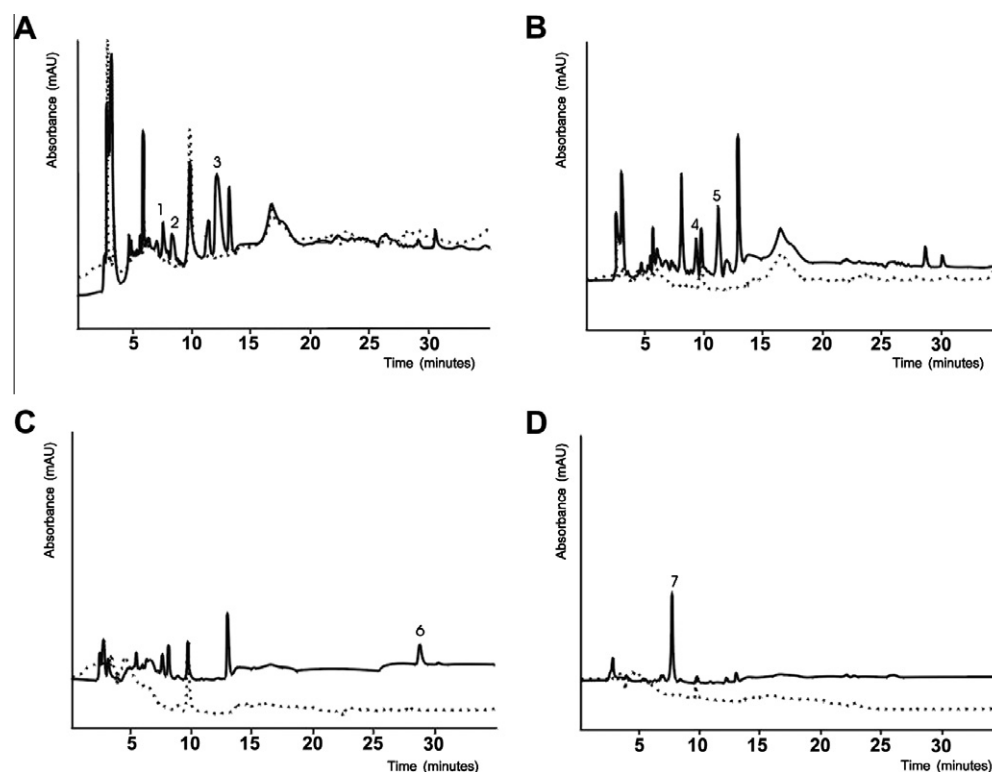 A
Absorbance (mAU)
1
2
3
5 10 15 20 25 30
Time (minutes)
B
Absorbance (mAU)
4
5
5 10 15 20 25 30
Time (minutes)
C
Absorbance (mAU)
6
5 10 15 20 25 30
Time (minutes)
D
Absorbance (mAU)
7
5 10 15 20 25 30
Time (minutes)